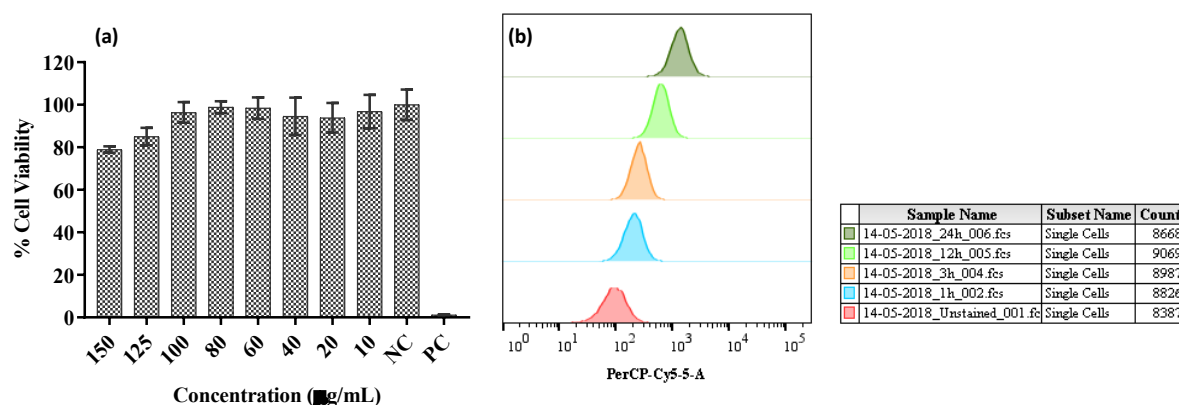 (a)
120
100
80
60
40
20
0
% Cell Viability
150 125 100 80 60 40 20 10 NC PC
Concentration (g/mL)
(b)
10^0 10^1 10^2 10^3 10^4 10^5
PerCP-Cy5-5-A
Sample Name Subset Name Count
14-05-2018_24h_006.fcs Single Cells 8668
14-05-2018_12h_005.fcs Single Cells 9069
14-05-2018_3h_004.fcs Single Cells 8987
14-05-2018_1h_002.fcs Single Cells 8826
14-05-2018_Unstained_001.fc Single Cells 8387